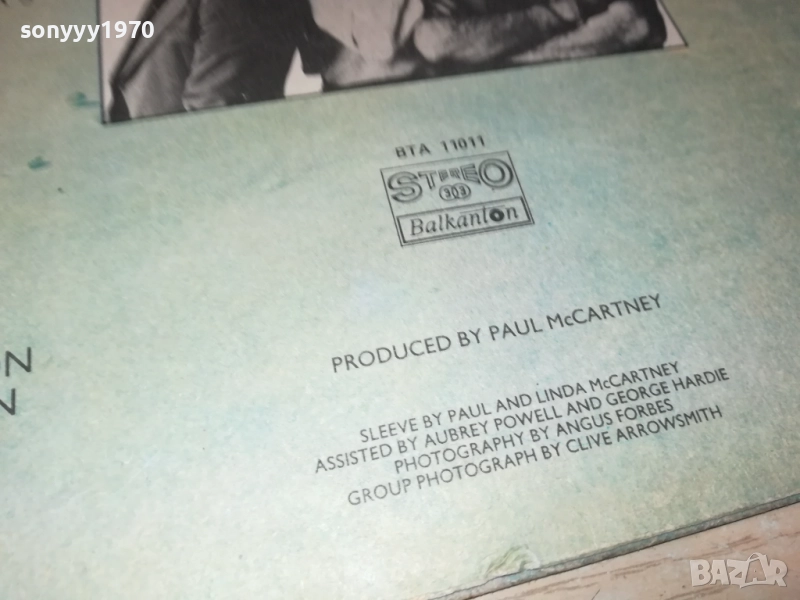 sonyyy1970
BTA 11011
STEREO
303
Balkanton
PRODUCED BY PAUL McCARTNEY
SLEEVE BY PAUL AND LINDA McCARTNEY
ASSISTED BY AUBREY POWELL AND GEORGE HARDIE
PHOTOGRAPHY BY ANGUS FORBES
GROUP PHOTOGRAPH BY CLIVE ARROWSMITH
BAZAR